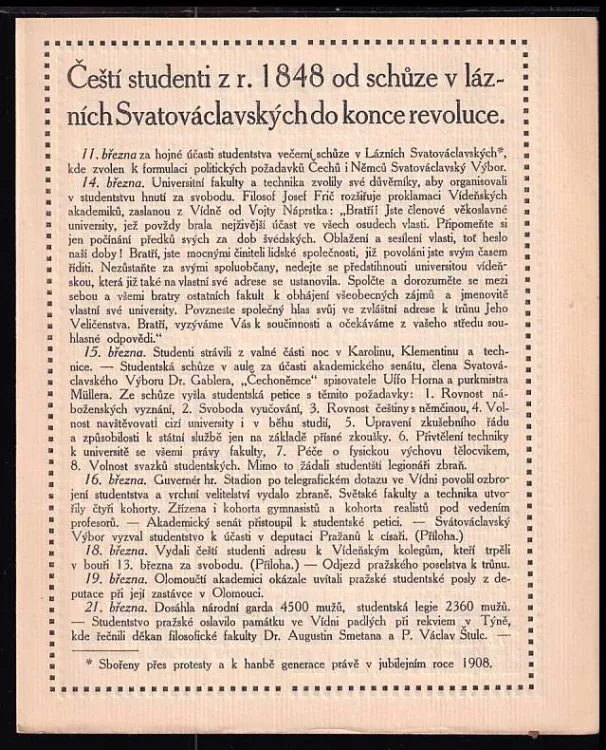 Čeští studenti z r. 1848 od schůze v láz-
ních Svatováclavských do konce revoluce.
11. března za hojné účasti studentstva večerní schůze v Lázních Svatováclavských*,
kde zvolen k formulaci politických požadavků Čechů i Němců Svatováclavský Výbor.
14. března. Universitní fakulty a technika zvolily své důvěrníky, aby organisovali
v studentstvu hnutí za svobodu. Filosof Josef Frič rozšiřuje proklamaci Vídeňských
akademiků, zaslanou z Vídně od Vojty Náprstka: „Bratří! Jste členové věkoslavné
university, jež povždy brala nejživější účast ve všech osudech vlasti. Připomeňte si
jen počínání předků svých za dob švédských. Oblažení a sesílení vlasti, toť heslo
naší doby! Bratří, jste mocnými činiteli lidské společnosti, již povoláni jste svým časem
říditi. Nezůstaňte za svými spoluobčany, nedejte se předstihnouti universitou vídeň-
skou, která již také na vlastní své adrese se ustanovila. Spolčte a dorozuměte se mezi
sebou a všemi bratry ostatních fakult k obhájení všeobecných zájmů a jmenovitě
vlastní své university. Povzneste společný hlas svůj ve zvláštní adrese k trůnu Jeho
Veličenstva. Bratří, vyzýváme Vás k součinnosti a očekáváme z vašeho středu sou-
hlasné odpovědi.“
15. března. Studenti strávili z valné části noc v Karolinu, Klementinu a tech-
nice. — Studentská schůze v aule za účasti akademického senátu, člena Svatová-
clavského Výboru Dr. Gablera, „Čechoněmce“ spisovatele Uffo Horna a purkmistra
Müllera. Ze schůze vyšla studentská petice s těmito požadavky: 1. Rovnost ná-
boženských vyznání, 2. Svoboda vyučování, 3. Rovnost češtiny s němčinou, 4. Vol-
nost navštěvovati cizí university i v běhu studií, 5. Upravení zkušebního řádu
a způsobilosti k státní službě jen na základě přísné zkoušky. 6. Přivtělení techniky
k universitě se všemi právy fakulty, 7. Péče o fysickou výchovu tělocvikem,
8. Volnost svazků studentských. Mimo to žádali studentští legionáři zbraň.
16. března. Guvernér hr. Stadion po telegrafickém dotazu ve Vídni povolil ozbro-
jení studentstva a vrchní velitelství vydalo zbraně. Světské fakulty a technika utvo-
řily čtyři kohorty. Zřízena i kohorta gymnasistů a kohorta realistů pod vedením
profesorů. — Akademický senát přistoupil k studentské petici. — Svátováclavský
Výbor vyzval studentstvo k účasti v deputaci Pražanů k císaři. (Příloha.)
18. března. Vydali čeští studenti adresu k Vídeňským kolegům, kteří trpěli
v bouři 13. března za svobodu. (Příloha.) — Odjezd pražského poselstva k trůnu.
19. března. Olomoučtí akademici okázale uvítali pražské studentské posly z de-
putace při její zastávce v Olomouci.
21. března. Dosáhla národní garda 4500 mužů, studentská legie 2360 mužů.
— Studentstvo pražské oslavilo památku ve Vídni padlých při rekviem v Týně,
kde řečnili děkan filosofické fakulty Dr. Augustin Smetana a P. Václav Štulc. —
* Sbořeny přes protesty a k hanbě generace právě v jubilejním roce 1908.